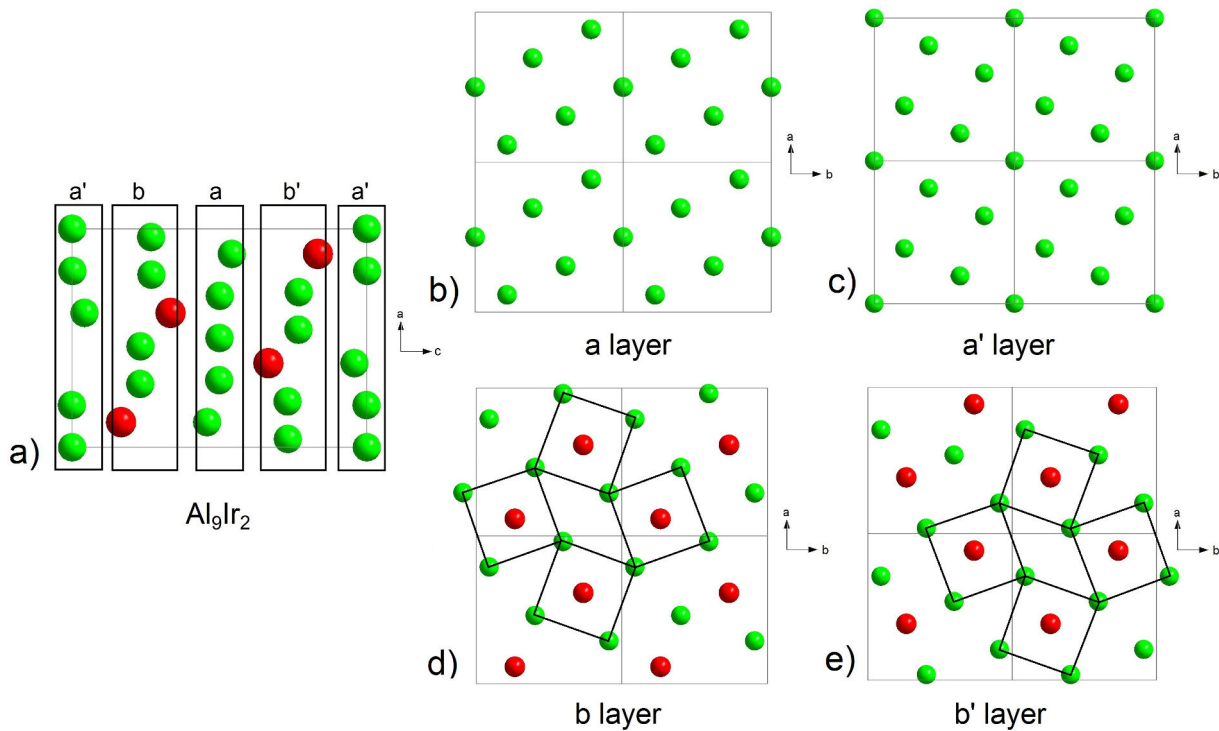 a' b a b' a'
a)
a
c
Al₉Ir₂
b)
a
b
a layer
c)
a
b
a' layer
d)
a
b
b layer
e)
a
b
b' layer